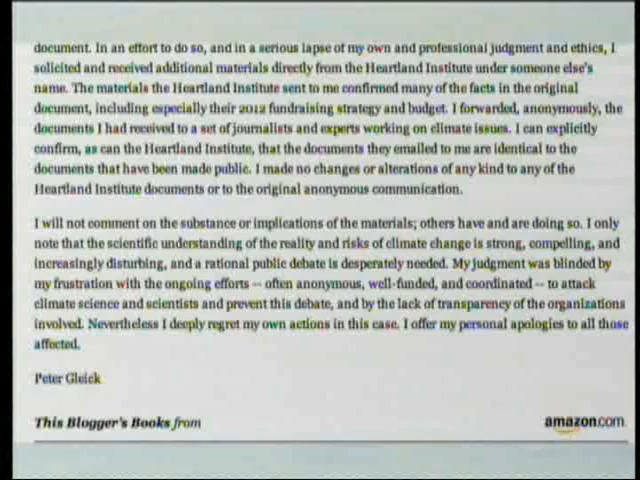 document. In an effort to do so, and in a serious lapse of my own and professional judgment and ethics, I
solicited and received additional materials directly from the Heartland Institute under someone else's
name. The materials the Heartland Institute sent to me confirmed many of the facts in the original
document, including especially their 2012 fundraising strategy and budget. I forwarded, anonymously, the
documents I had received to a set of journalists and experts working on climate issues. I can explicitly
confirm, as can the Heartland Institute, that the documents they emailed to me are identical to the
documents that have been made public. I made no changes or alterations of any kind to any of the
Heartland Institute documents or to the original anonymous communication.
I will not comment on the substance or implications of the materials; others have and are doing so. I only
note that the scientific understanding of the reality and risks of climate change is strong, compelling, and
increasingly disturbing, and a rational public debate is desperately needed. My judgment was blinded by
my frustration with the ongoing efforts -- often anonymous, well-funded, and coordinated -- to attack
climate science and scientists and prevent this debate, and by the lack of transparency of the organizations
involved. Nevertheless I deeply regret my own actions in this case. I offer my personal apologies to all those
affected.
Peter Gleick
This Blogger's Books from
amazon.com